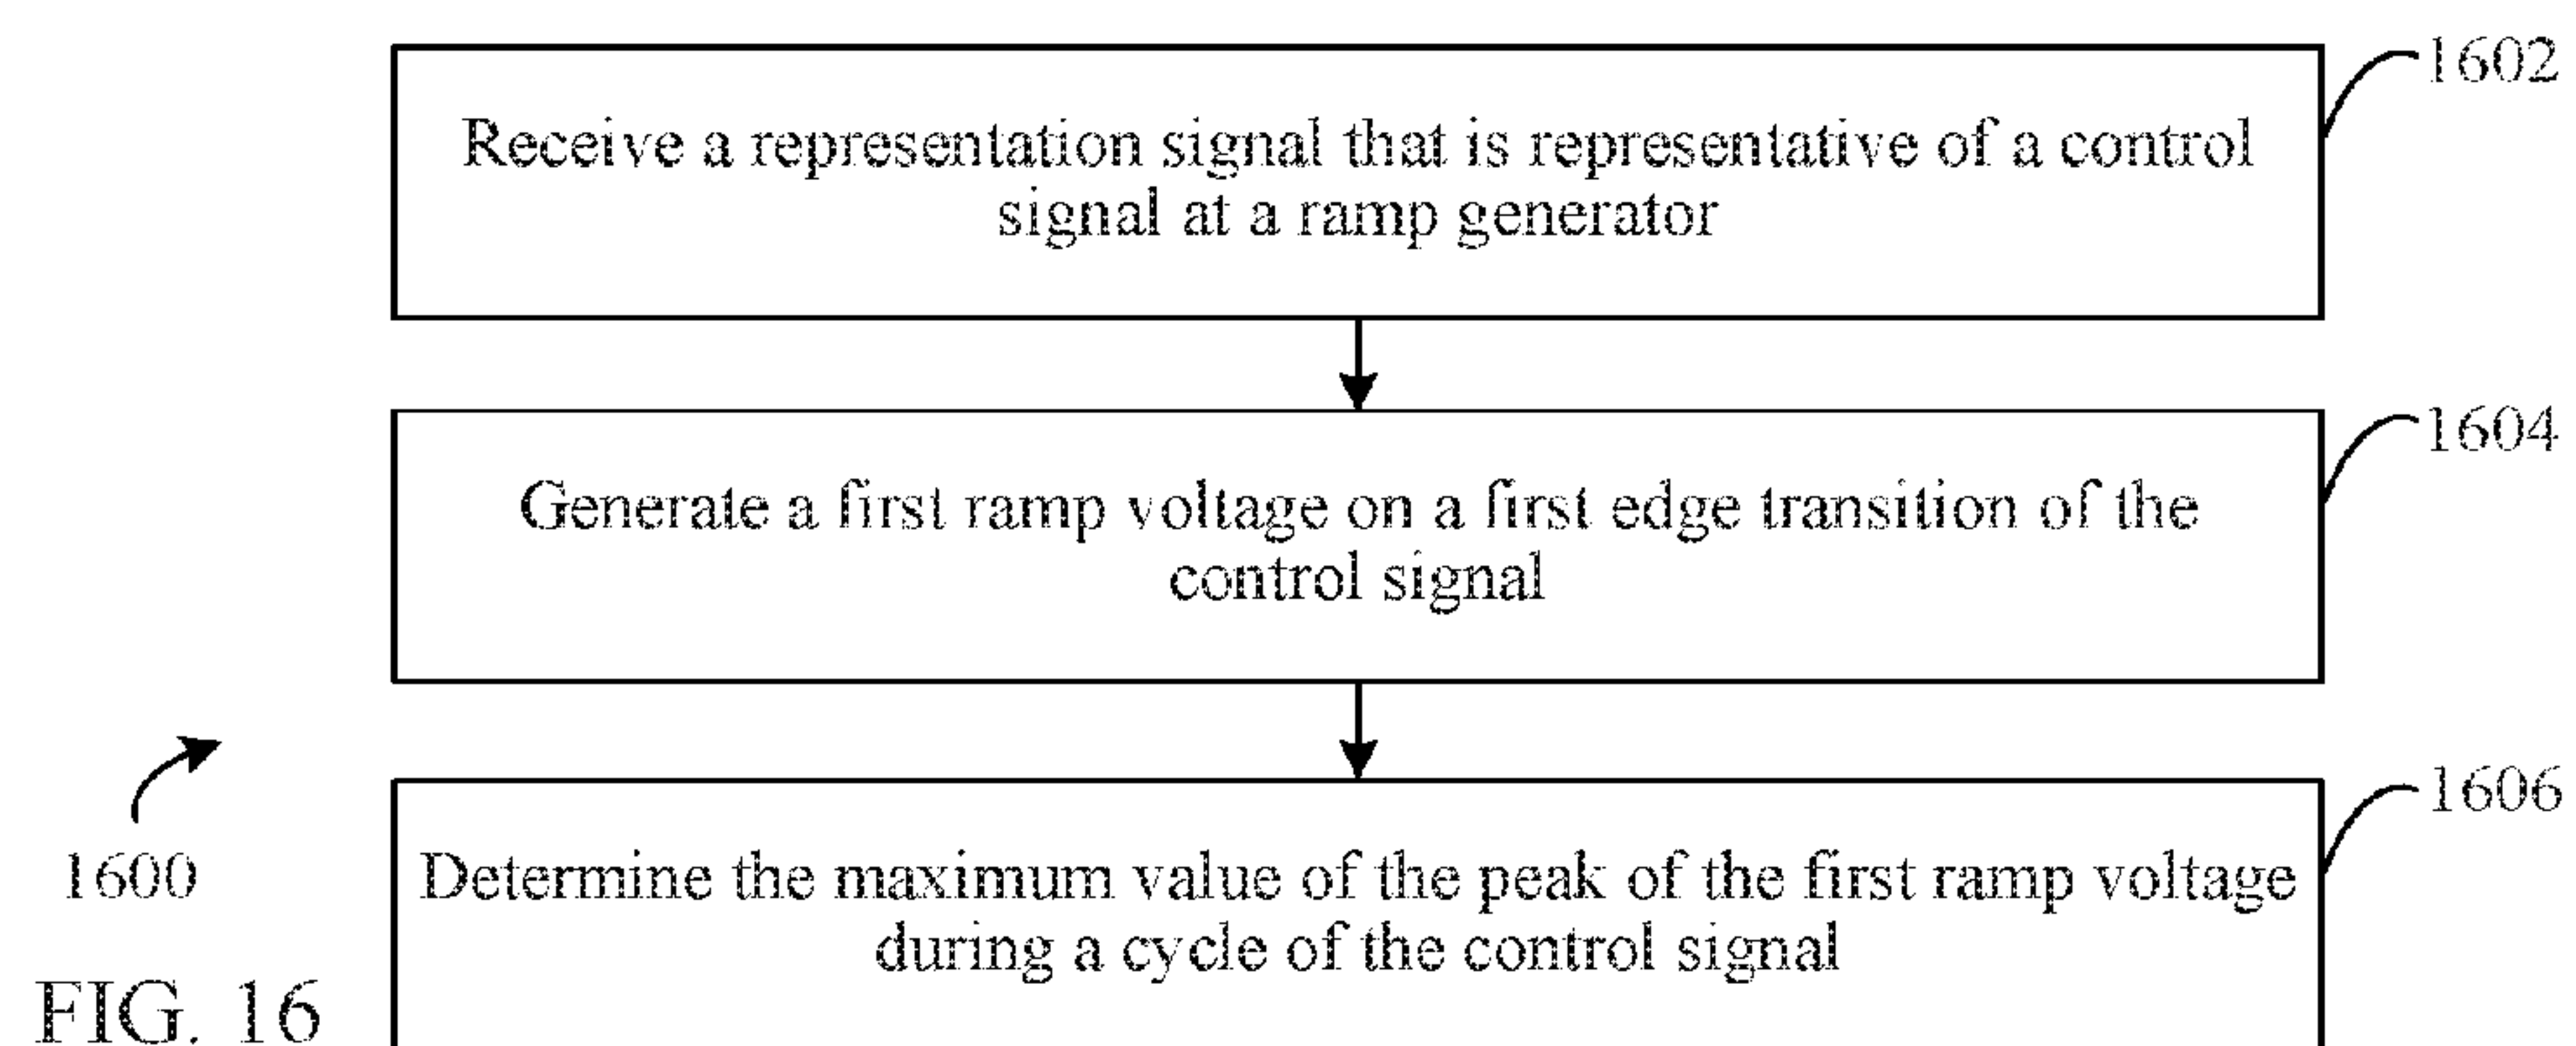 1602
Receive a representation signal that is representative of a control
signal at a ramp generator
1604
Generate a first ramp voltage on a first edge transition of the
control signal
1606
Determine the maximum value of the peak of the first ramp voltage
during a cycle of the control signal
1600
FIG. 16